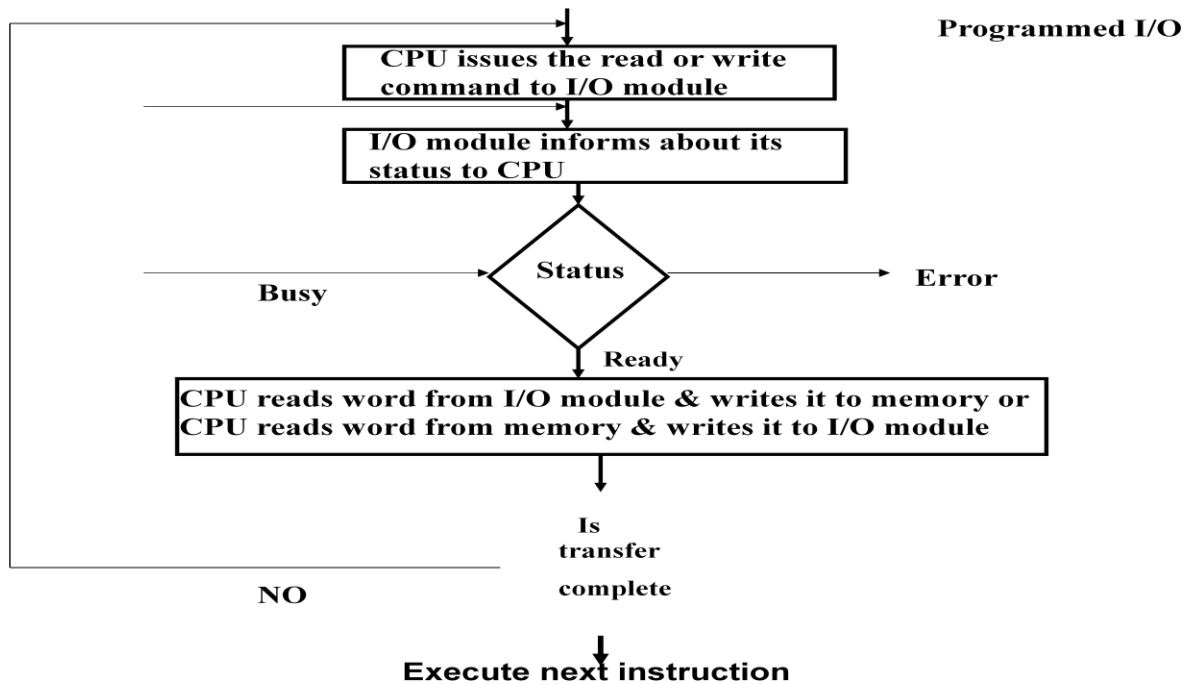 Programmed I/O
CPU issues the read or write
command to I/O module
I/O module informs about its
status to CPU
Status
Busy
Error
Ready
CPU reads word from I/O module & writes it to memory or
CPU reads word from memory & writes it to I/O module
Is
transfer
complete
NO
Execute next instruction